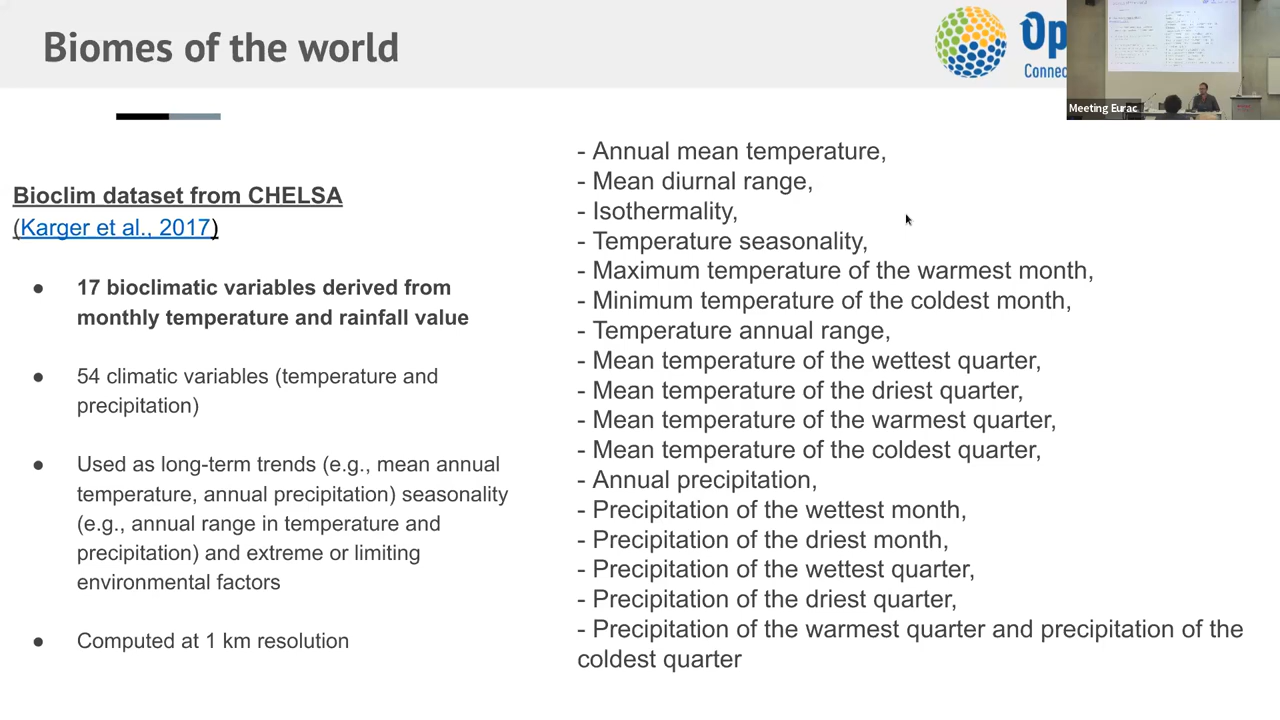 Biomes of the world
Op
Connec
Meeting Eurac
Bioclim dataset from CHELSA
(Karger et al., 2017)
● 17 bioclimatic variables derived from
monthly temperature and rainfall value
● 54 climatic variables (temperature and
precipitation)
● Used as long-term trends (e.g., mean annual
temperature, annual precipitation) seasonality
(e.g., annual range in temperature and
precipitation) and extreme or limiting
environmental factors
● Computed at 1 km resolution
- Annual mean temperature,
- Mean diurnal range,
- Isothermality,
- Temperature seasonality,
- Maximum temperature of the warmest month,
- Minimum temperature of the coldest month,
- Temperature annual range,
- Mean temperature of the wettest quarter,
- Mean temperature of the driest quarter,
- Mean temperature of the warmest quarter,
- Mean temperature of the coldest quarter,
- Annual precipitation,
- Precipitation of the wettest month,
- Precipitation of the driest month,
- Precipitation of the wettest quarter,
- Precipitation of the driest quarter,
- Precipitation of the warmest quarter and precipitation of the
coldest quarter